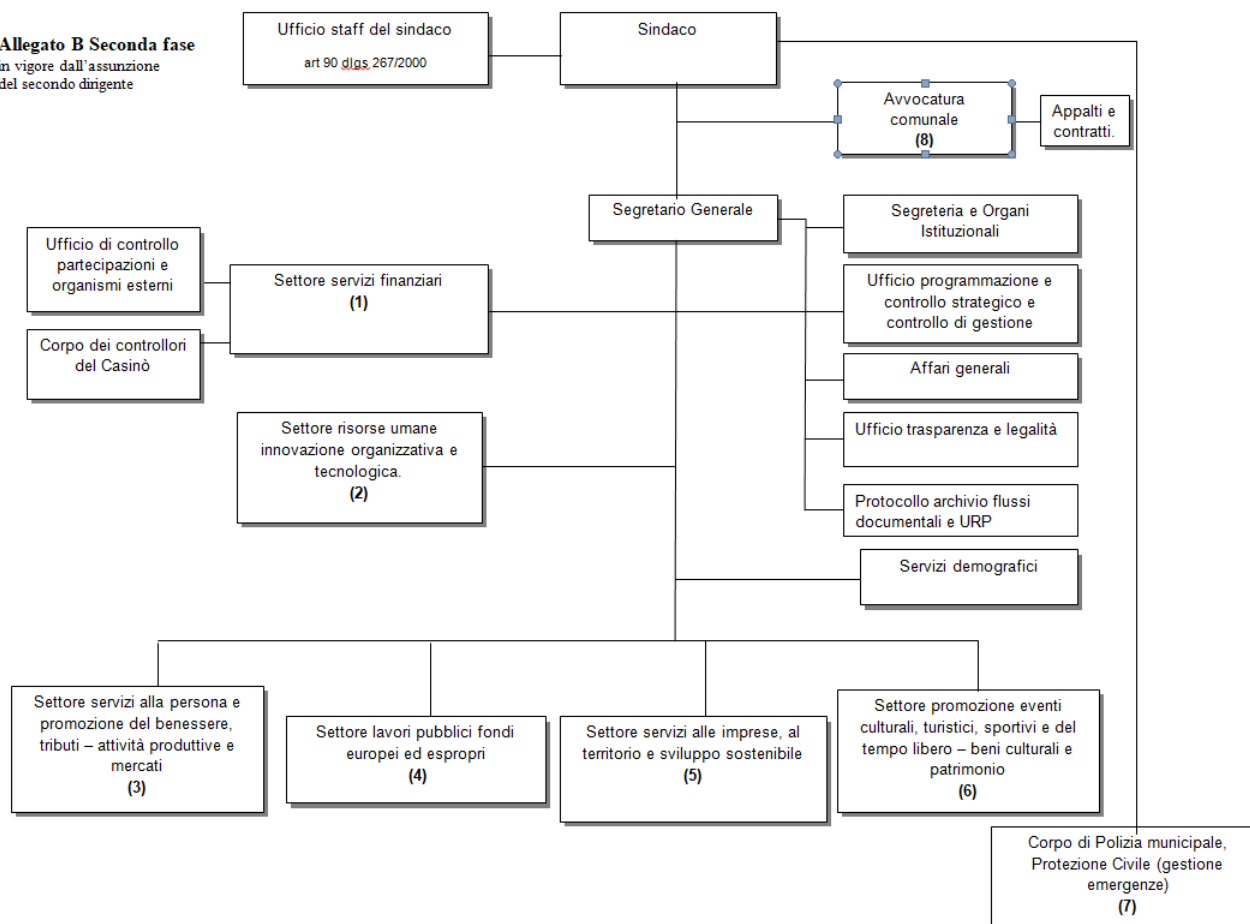 Allegato B Seconda fase
in vigore dall'assunzione
del secondo dirigente
Ufficio staff del sindaco
art 90 dlgs 267/2000
Sindaco
Avvocatura
comunale
(8)
Appalti e
contratti.
Segretario Generale
Segreteria e Organi
Istituzionali
Ufficio di controllo
partecipazioni e
organismi esterni
Settore servizi finanziari
(1)
Ufficio programmazione e
controllo strategico e
controllo di gestione
Corpo dei controllori
del Casinò
Affari generali
Settore risorse umane
innovazione organizzativa e
tecnologica.
(2)
Ufficio trasparenza e legalità
Protocollo archivio flussi
documentali e URP
Servizi demografici
Settore servizi alla persona e
promozione del benessere,
tributi – attività produttive e
mercati
(3)
Settore lavori pubblici fondi
europei ed espropri
(4)
Settore servizi alle imprese, al
territorio e sviluppo sostenibile
(5)
Settore promozione eventi
culturali, turistici, sportivi e del
tempo libero – beni culturali e
patrimonio
(6)
Corpo di Polizia municipale,
Protezione Civile (gestione
emergenze)
(7)